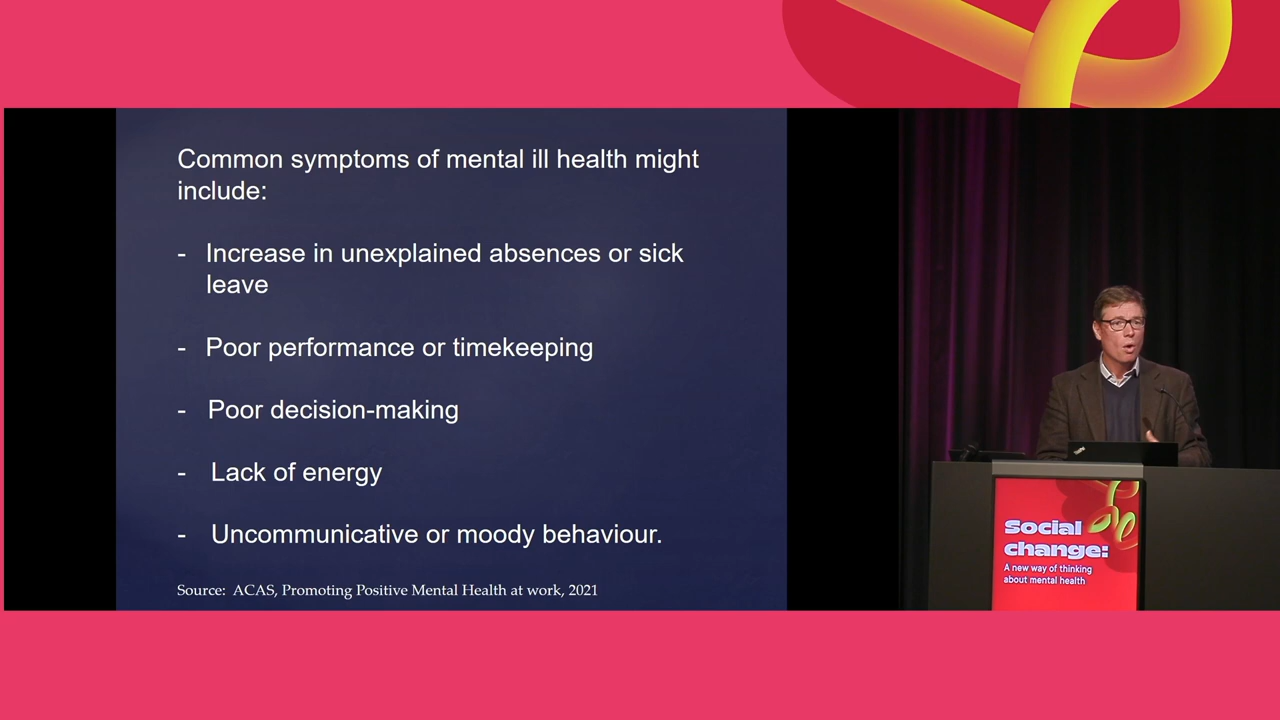 Common symptoms of mental ill health might
include:
- Increase in unexplained absences or sick
leave
- Poor performance or timekeeping
- Poor decision-making
- Lack of energy
- Uncommunicative or moody behaviour.
Source: ACAS, Promoting Positive Mental Health at work, 2021
Social
change:
A new way of thinking
about mental health